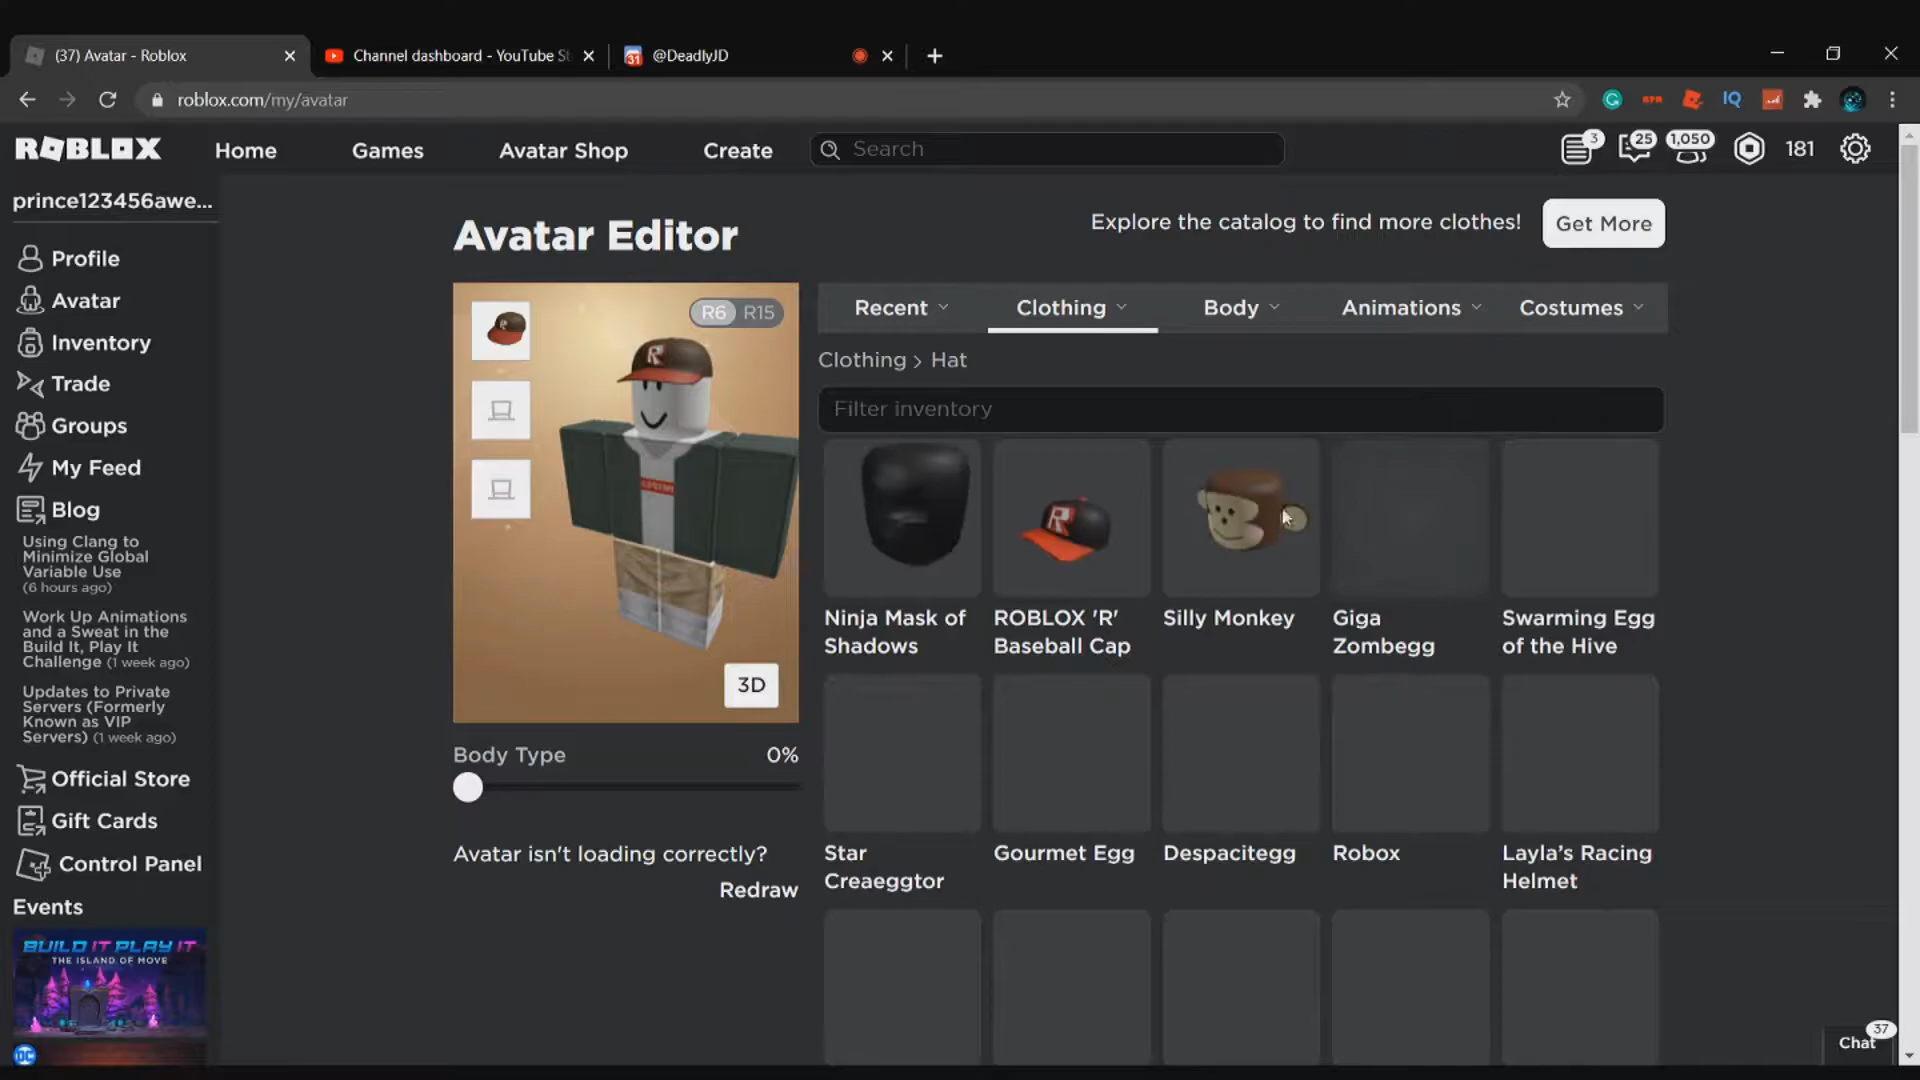 (37) Avatar - Roblox
Channel dashboard - YouTube St
31
@DeadlyJD
roblox.com/my/avatar
IQ
ROBLOX
Home
Games
Avatar Shop
Create
Search
3
25
1,050
181
prince123456awe...
Profile
Avatar
Inventory
Trade
Groups
My Feed
Blog
Using Clang to
Minimize Global
Variable Use
(6 hours ago)
Work Up Animations
and a Sweat in the
Build It, Play It
Challenge (1 week ago)
Updates to Private
Servers (Formerly
Known as VIP
Servers) (1 week ago)
Official Store
Gift Cards
Control Panel
Events
BUILD IT PLAY IT
THE ISLAND OF MOVE
DC
Avatar Editor
Explore the catalog to find more clothes!
Get More
R6 R15
R
3D
Body Type
0%
Avatar isn't loading correctly?
Redraw
Recent
Clothing
Body
Animations
Costumes
Clothing > Hat
Filter inventory
R
Ninja Mask of
Shadows
ROBLOX 'R'
Baseball Cap
Silly Monkey
Giga
Zombegg
Swarming Egg
of the Hive
Star
Creaeggtor
Gourmet Egg
Despacitegg
Robox
Layla's Racing
Helmet
37
Chat